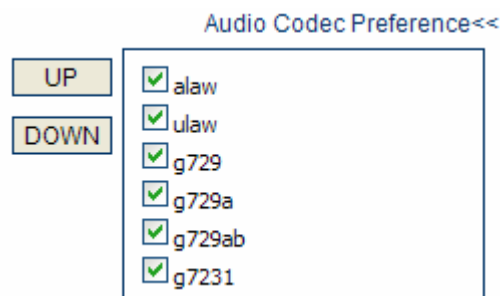 Audio Codec Preference<<
UP
DOWN
alaw
ulaw
g729
g729a
g729ab
g7231